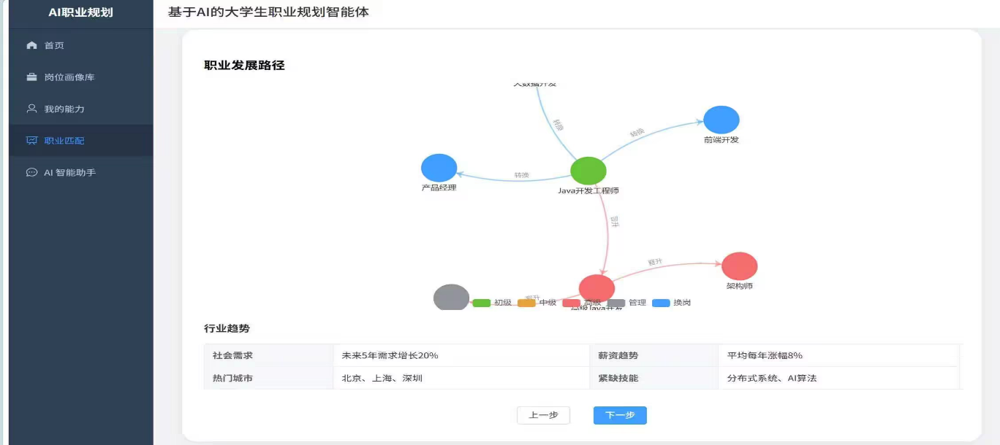 AI职业规划
基于AI的大学生职业规划智能体
首页
岗位画像库
我的能力
职业匹配
AI 智能助手
职业发展路径
大数据开发
转换
转换
前端开发
转换
产品经理
Java开发工程师
晋升
晋升
架构师
晋升
初级 中级 高级 管理 换岗
高级Java开发
行业趋势
社会需求 未来5年需求增长20% 薪资趋势 平均每年涨幅8%
热门城市 北京、上海、深圳 紧缺技能 分布式系统、AI算法
上一步 下一步